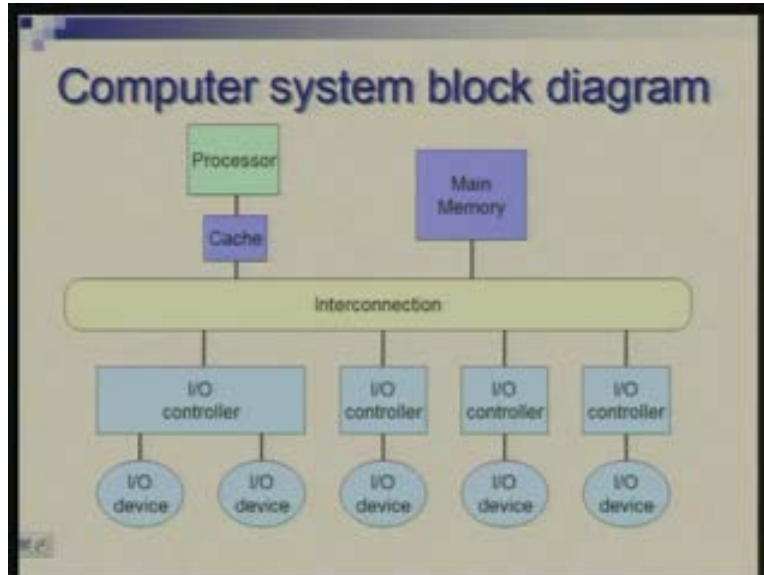 Computer system block diagram
Processor
Main
Memory
Cache
Interconnection
I/O
controller
I/O
controller
I/O
controller
I/O
controller
I/O
device
I/O
device
I/O
device
I/O
device
I/O
device